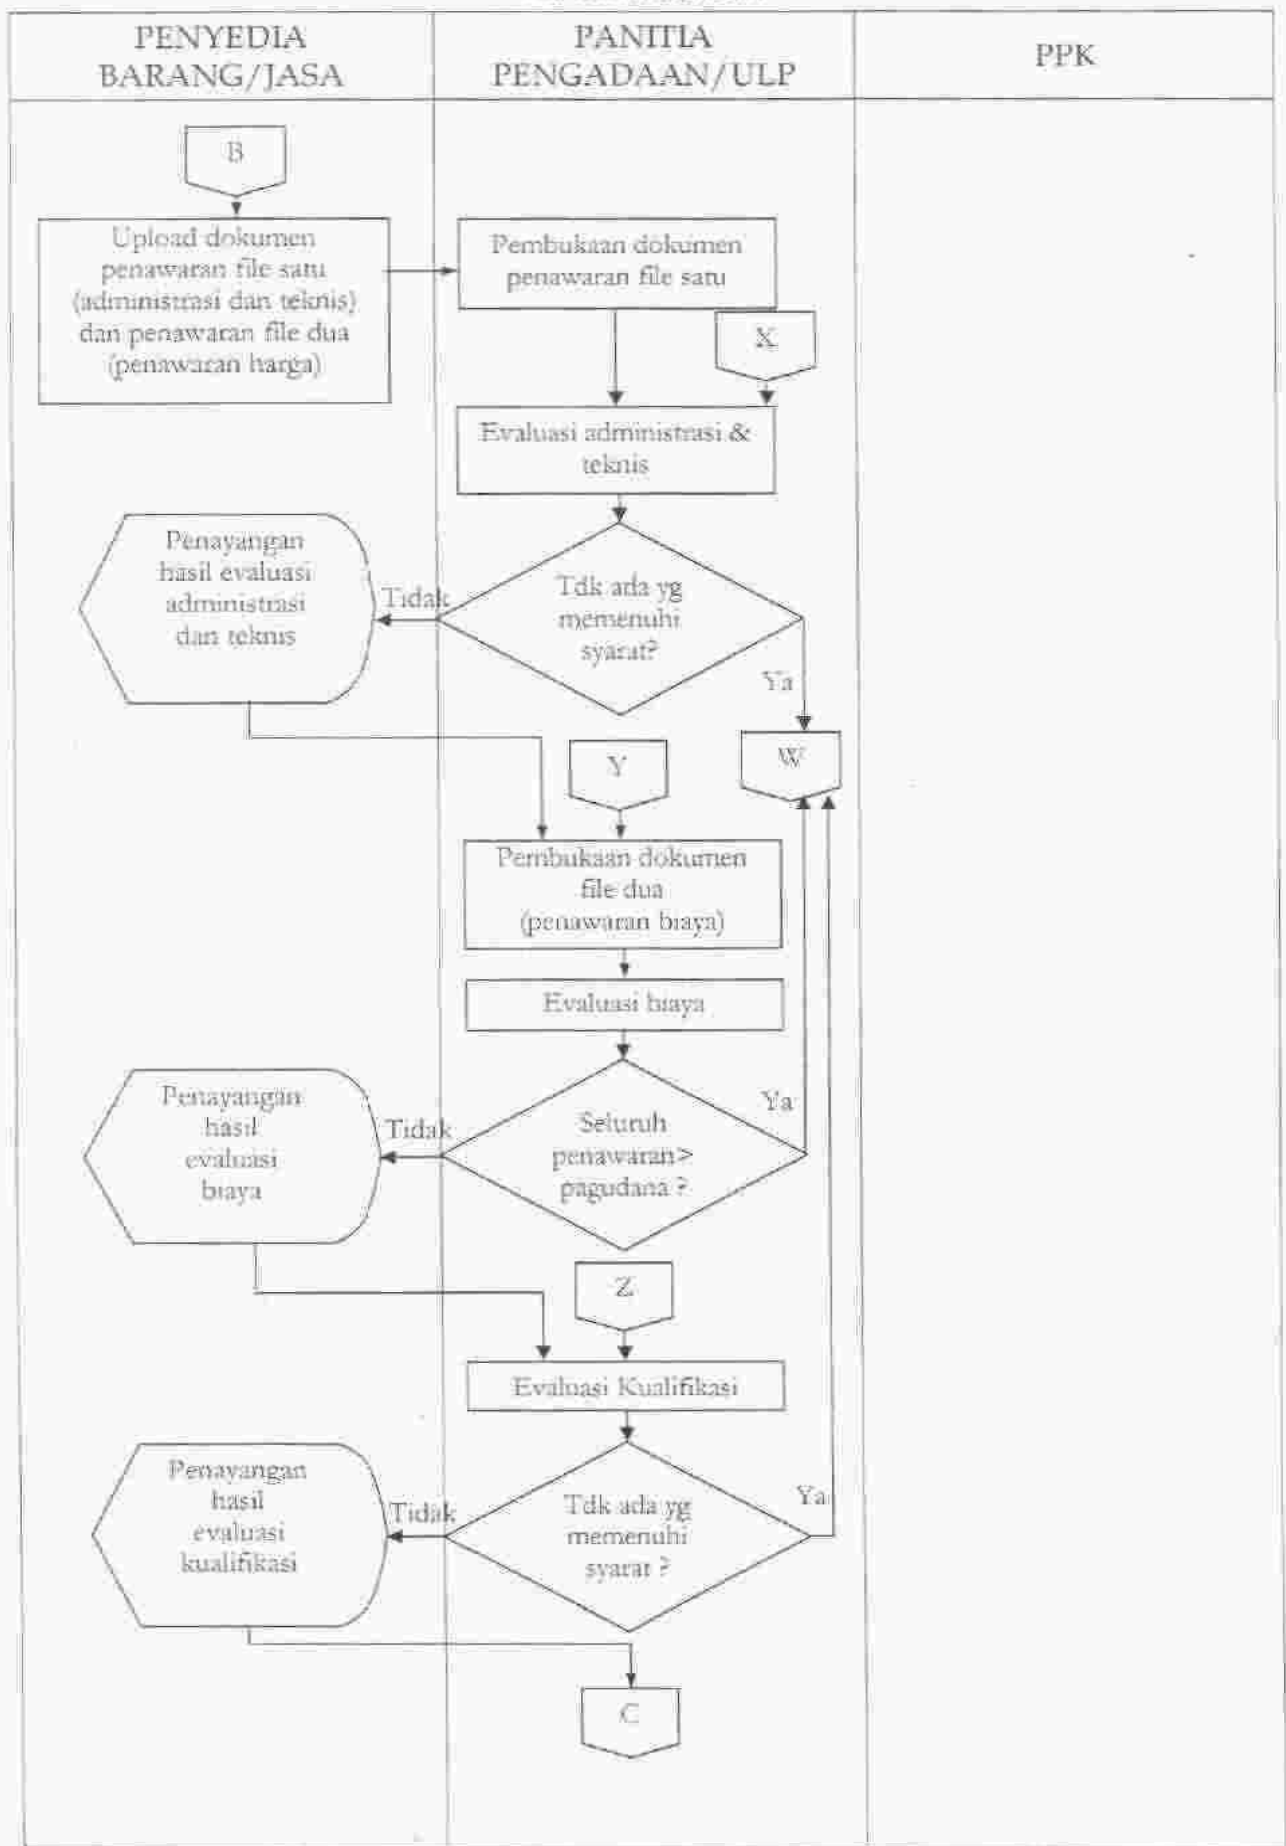 PENYEDIA
BARANG/JASA
PANITIA
PENGADAAN/ULP
PPK
B
Upload dokumen
penawaran file satu
(administrasi dan teknis)
dan penawaran file dua
(penawaran harga)
Pembukaan dokumen
penawaran file satu
X
Evaluasi administrasi &
teknis
Penayangan
hasil evaluasi
administrasi
dan teknis
Tidak
Tdk ada yg
memenuhi
syarat?
Ya
Y
W
Pembukaan dokumen
file dua
(penawaran biaya)
Evaluasi biaya
Penayangan
hasil
evaluasi
biaya
Tidak
Seluruh
penawaran>
pagudana ?
Ya
Z
Evaluasi Kualifikasi
Penayangan
hasil
evaluasi
kualifikasi
Tidak
Tdk ada yg
memenuhi
syarat ?
Ya
C